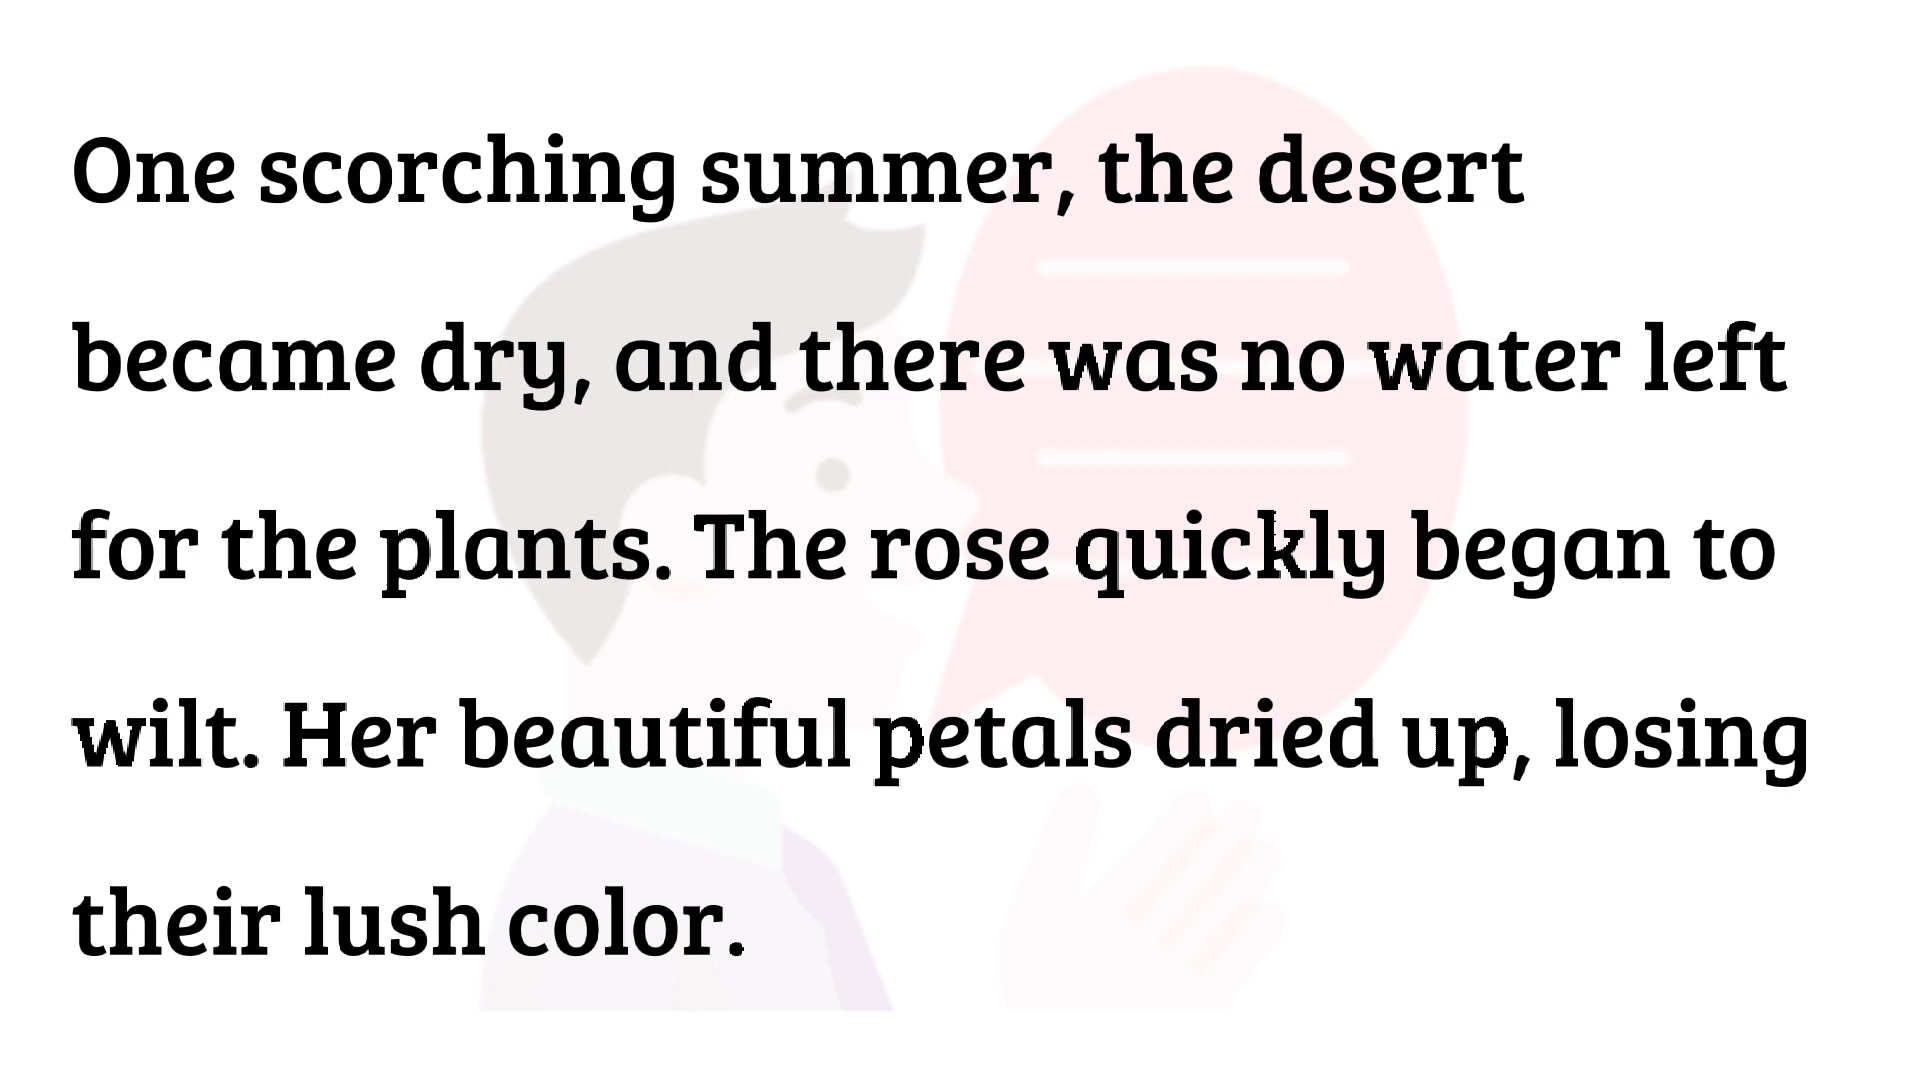 One scorching summer, the desert
became dry, and there was no water left
for the plants. The rose quickly began to
wilt. Her beautiful petals dried up, losing
their lush color.